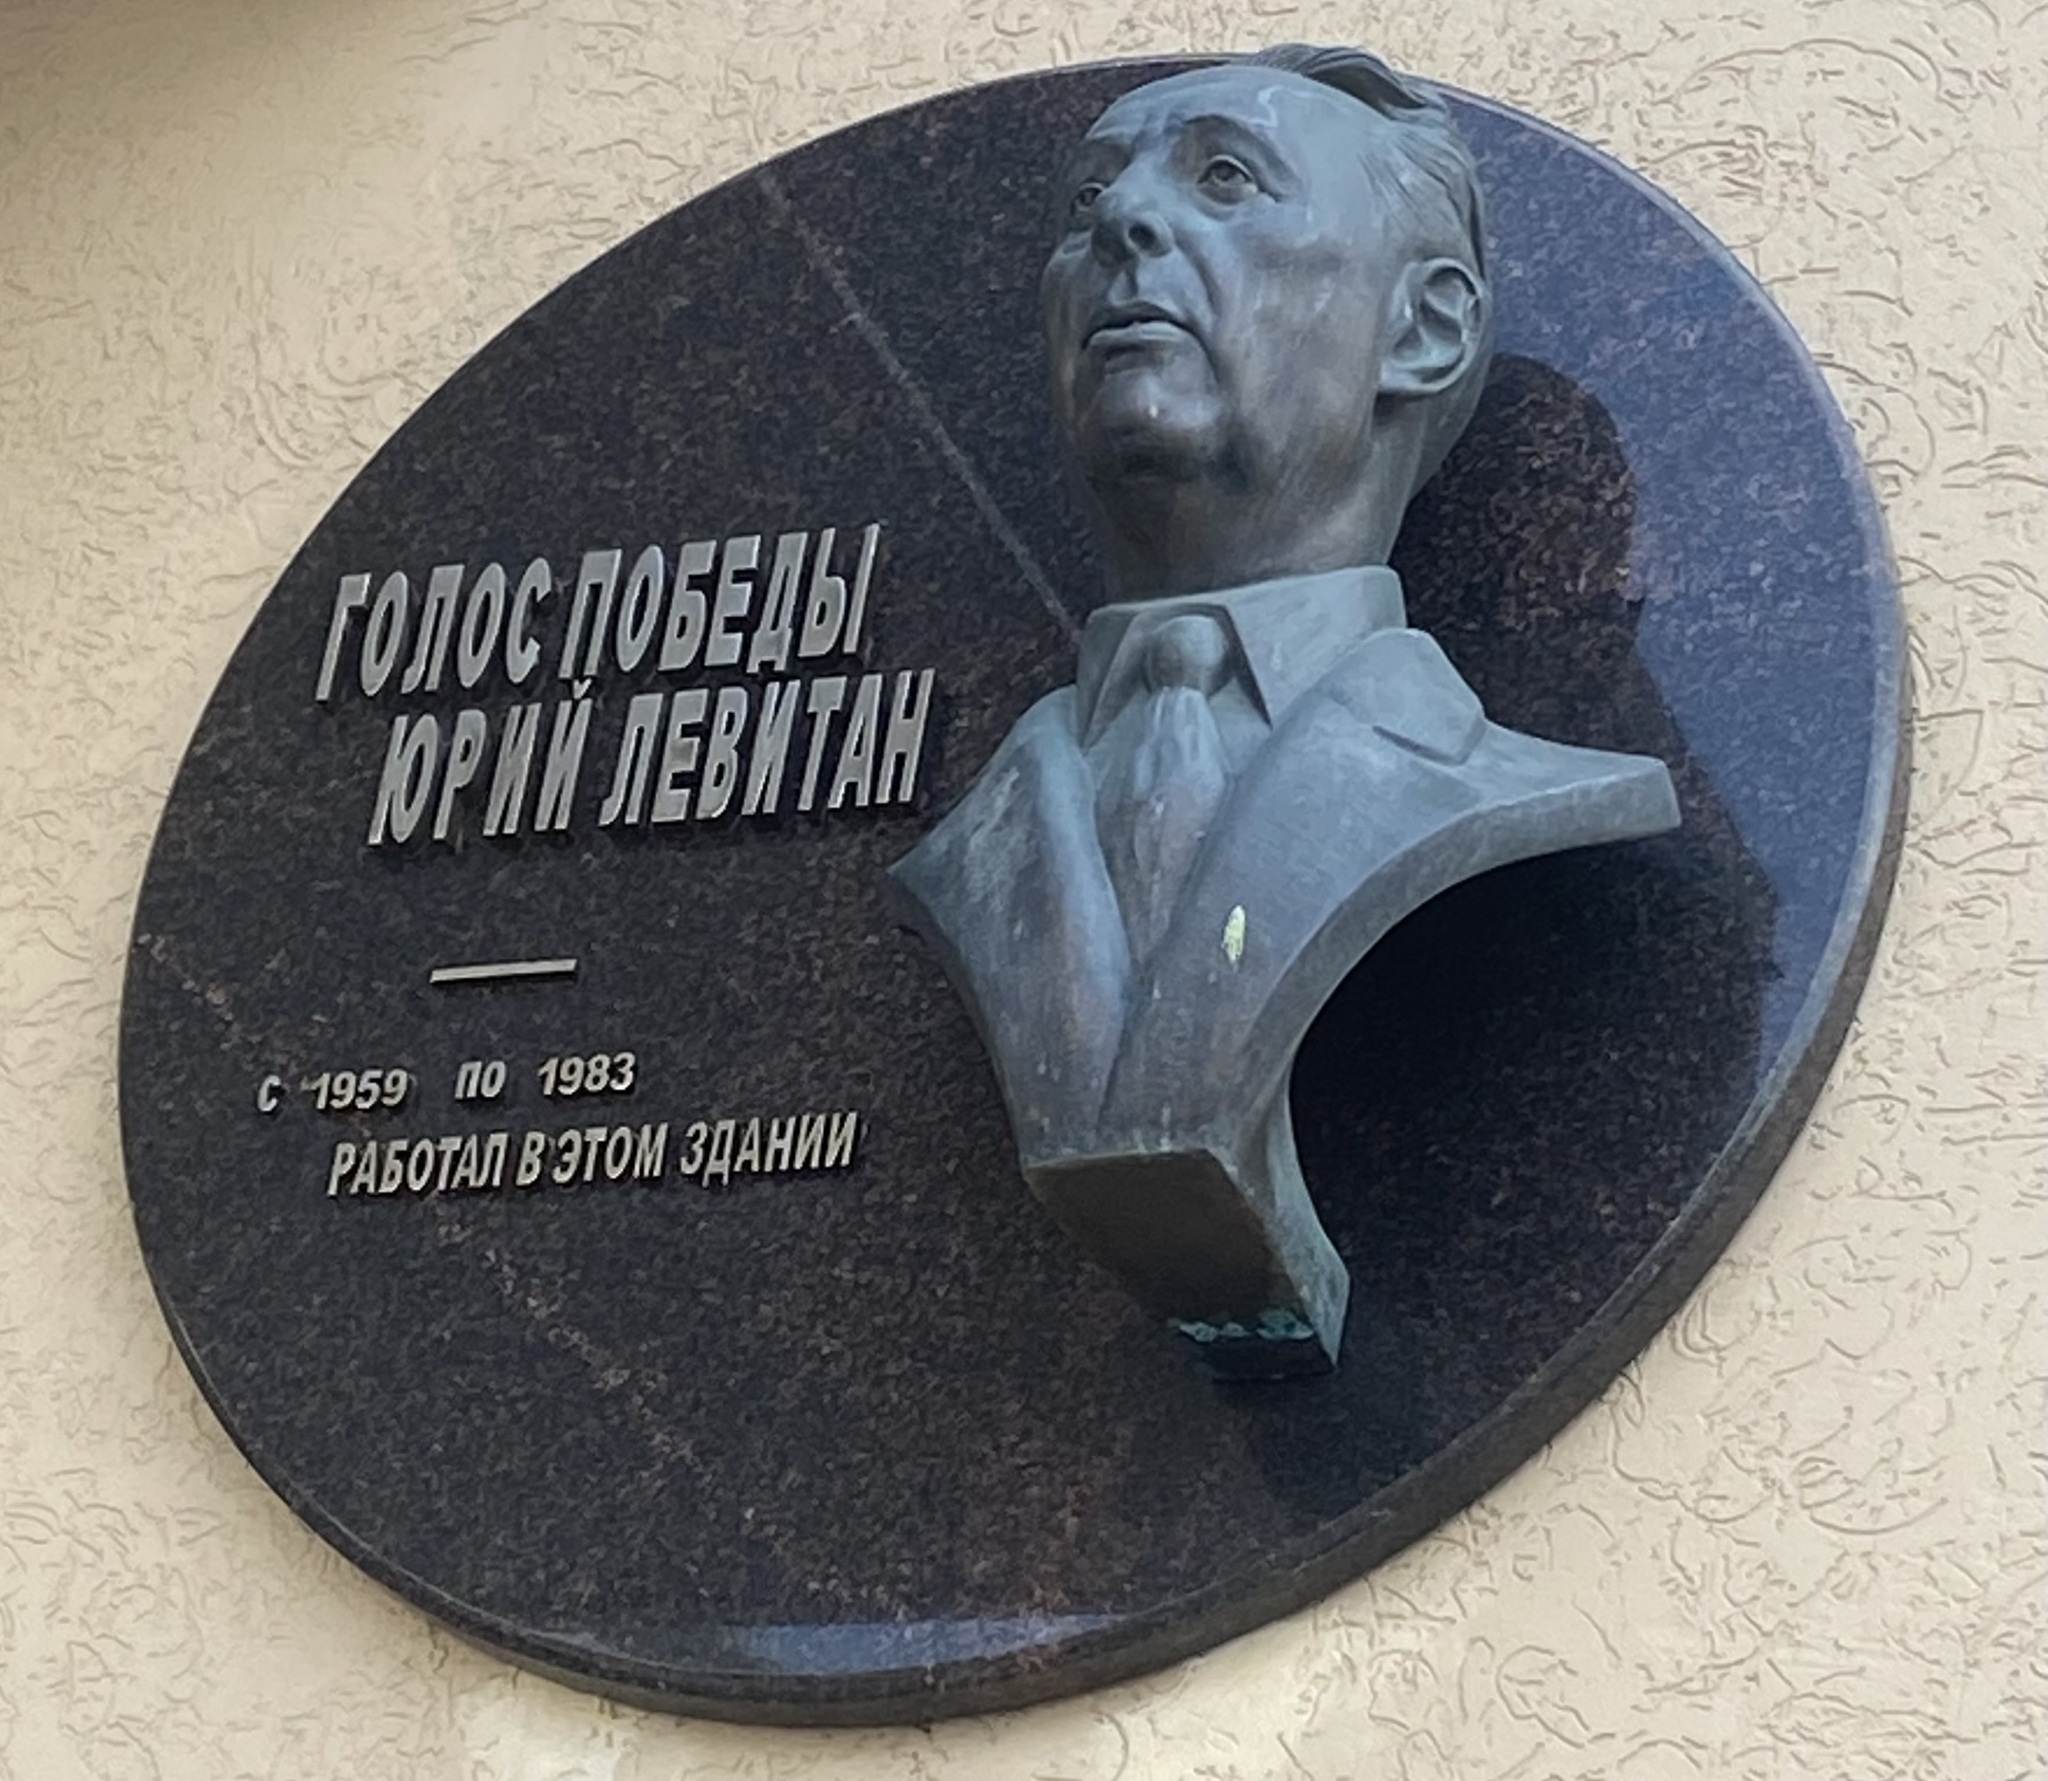 ГОЛОС ПОБЕДЫ
ЮРИЙ ЛЕВИТАН
с 1959 по 1983
РАБОТАЛ В ЭТОМ ЗДАНИИ